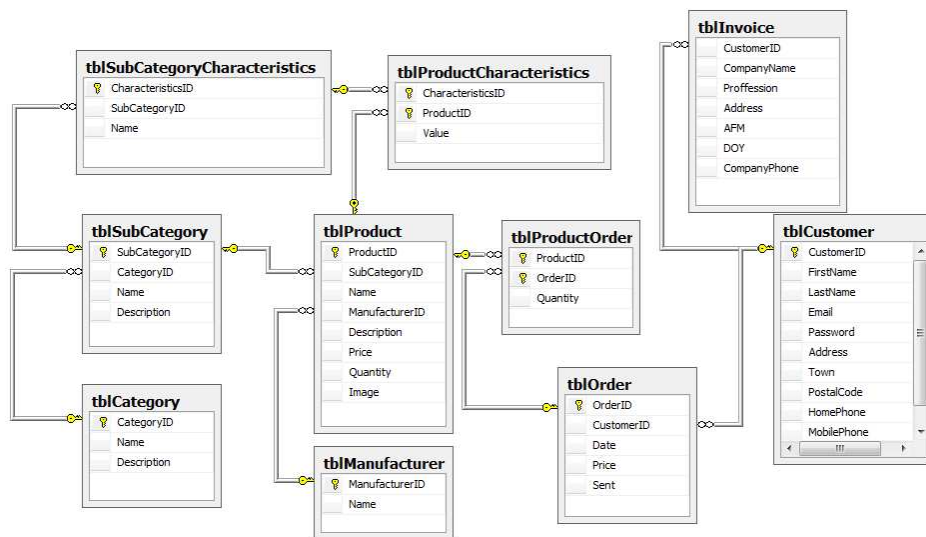 tblSubCategoryCharacteristics
CharacteristicsID
SubCategoryID
Name
tblProductCharacteristics
CharacteristicsID
ProductID
Value
tblInvoice
CustomerID
CompanyName
Proffession
Address
AFM
DOY
CompanyPhone
tblSubCategory
SubCategoryID
CategoryID
Name
Description
tblProduct
ProductID
SubCategoryID
Name
ManufacturerID
Description
Price
Quantity
Image
tblProductOrder
ProductID
OrderID
Quantity
tblCustomer
CustomerID
FirstName
LastName
Email
Password
Address
Town
PostalCode
HomePhone
MobilePhone
tblCategory
CategoryID
Name
Description
tblManufacturer
ManufacturerID
Name
tblOrder
OrderID
CustomerID
Date
Price
Sent